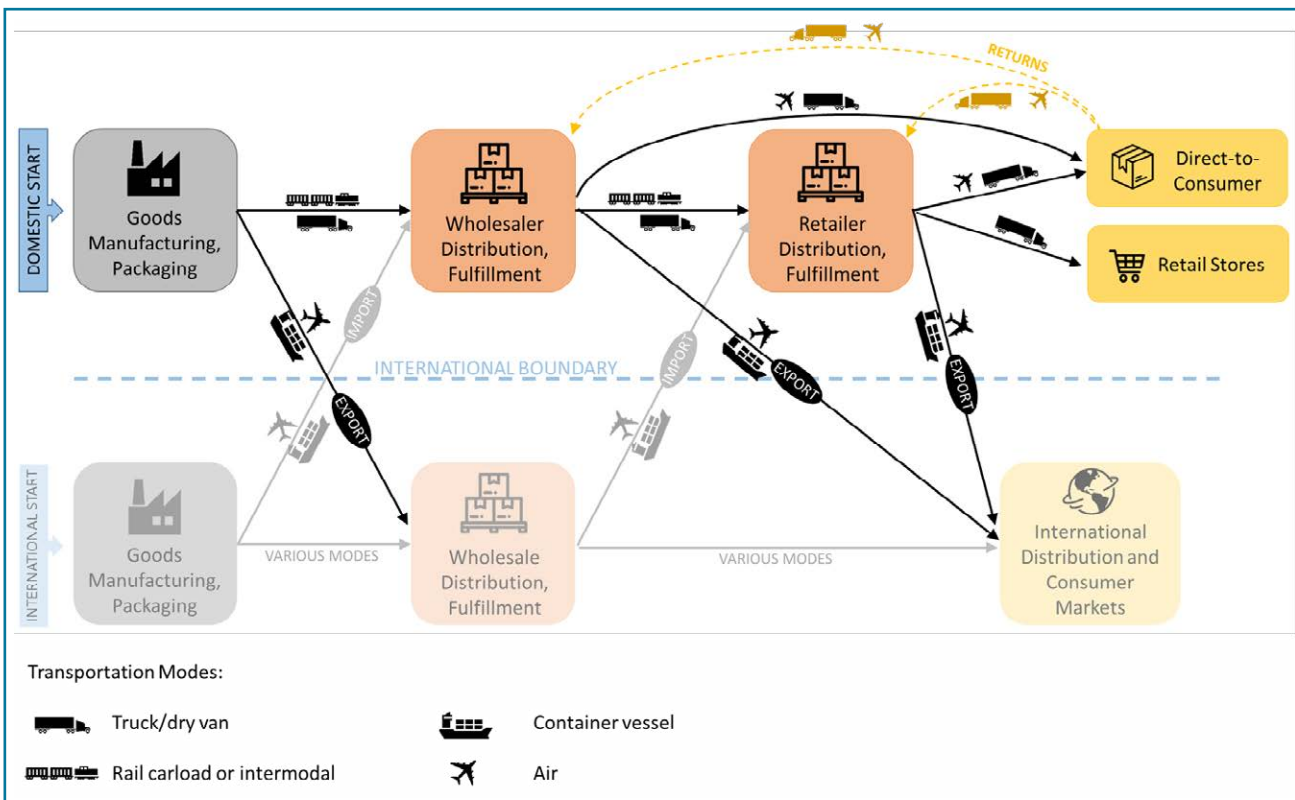 RETURNS
DOMESTIC START
Goods
Manufacturing,
Packaging
Wholesaler
Distribution,
Fulfillment
Retailer
Distribution,
Fulfillment
Direct-to-
Consumer
Retail Stores
IMPORT
IMPORT
INTERNATIONAL BOUNDARY
EXPORT
EXPORT
EXPORT
INTERNATIONAL START
Goods
Manufacturing,
Packaging
VARIOUS MODES
Wholesale
Distribution,
Fulfillment
VARIOUS MODES
International
Distribution and
Consumer
Markets
Transportation Modes:
Truck/dry van
Container vessel
Rail carload or intermodal
Air